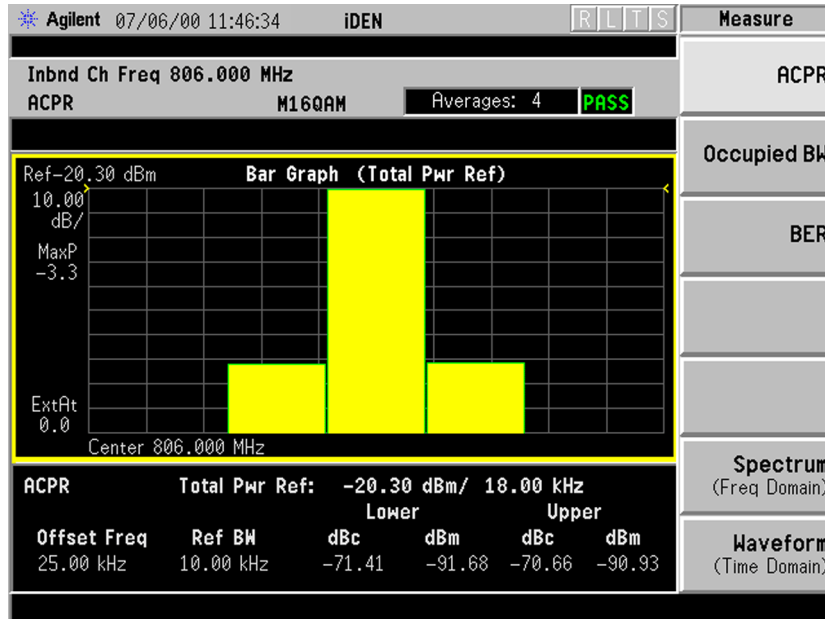 Agilent 07/06/00 11:46:34 iDEN R L T S Measure
Inbnd Ch Freq 806.000 MHz
ACPR M16QAM Averages: 4 PASS
ACPR
Occupied BW
BER
Ref-20.30 dBm Bar Graph (Total Pwr Ref)
10.00
dB/
MaxP
-3.3
ExtAt
0.0
Center 806.000 MHz
Spectrum
(Freq Domain)
Waveform
(Time Domain)
ACPR Total Pwr Ref: -20.30 dBm/ 18.00 kHz
Lower Upper
Offset Freq Ref BW dBc dBm dBc dBm
25.00 kHz 10.00 kHz -71.41 -91.68 -70.66 -90.93